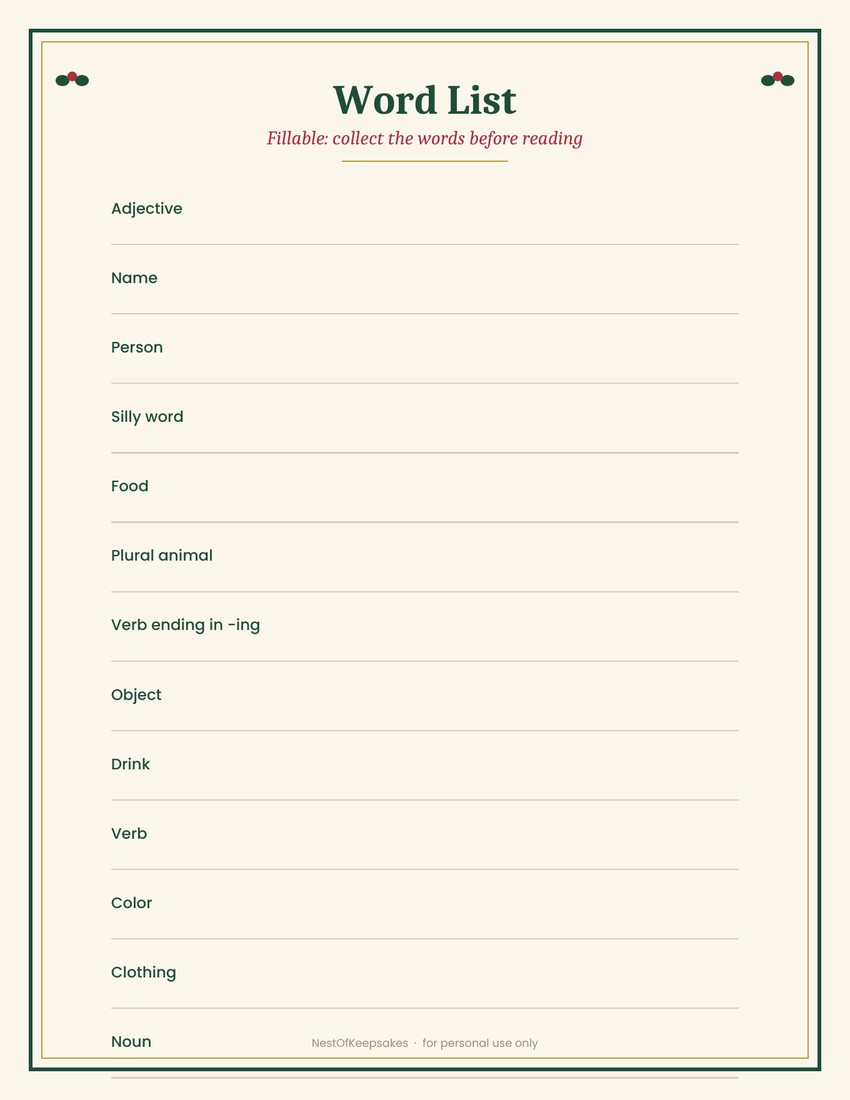 Word List
Fillable: collect the words before reading
Adjective
Name
Person
Silly word
Food
Plural animal
Verb ending in -ing
Object
Drink
Verb
Color
Clothing
Noun
NestOfKeepsakes · for personal use only